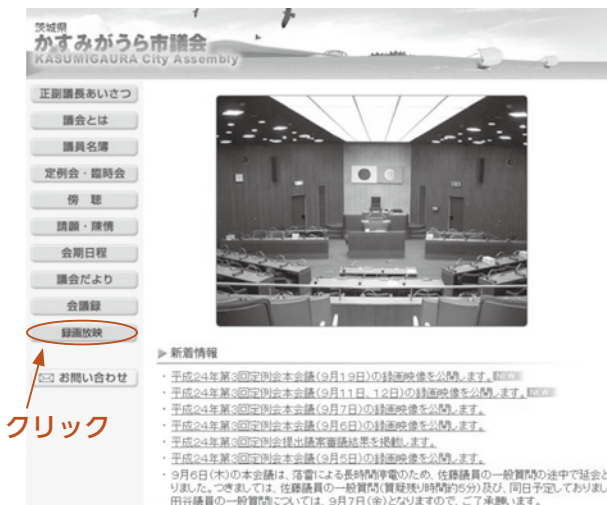 茨城県
かすみがうら市議会
KASUMIGAURA City Assembly
正副議長あいさつ
議会とは
議員名簿
定例会・臨時会
傍 聴
請願・陳情
会期日程
議会だより
会議録
録画放映
お問い合わせ
クリック
新着情報
・平成24年第3回定例会本会議(9月19日)の録画映像を公開します。NEW
・平成24年第3回定例会本会議(9月11日、12日)の録画映像を公開します。NEW
・平成24年第3回定例会本会議(9月7日)の録画映像を公開します。
・平成24年第3回定例会本会議(9月6日)の録画映像を公開します。
・平成24年第3回定例会提出議案審議結果を掲載します。
・平成24年第3回定例会本会議(9月5日)の録画映像を公開します。
・9月6日(木)の本会議は、落雷による長時間停電のため、佐藤議員の一般質問の途中で延会と
りました。つきましては、佐藤議員の一般質問(質疑残り時間約5分)及び、同日予定しておりまし
田谷議員の一般質問については、9月7日(金)となりますので、ご了承願います。